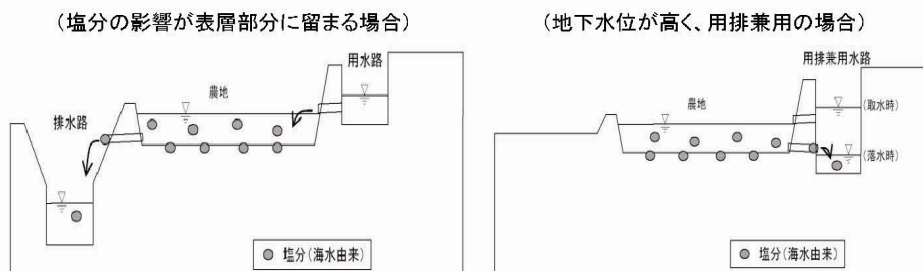 （塩分の影響が表層部分に留まる場合）
用水路
農地
排水路
塩分（海水由来）
（地下水位が高く、用排兼用の場合）
用排兼用水路
農地
（取水時）
（落水時）
塩分（海水由来）